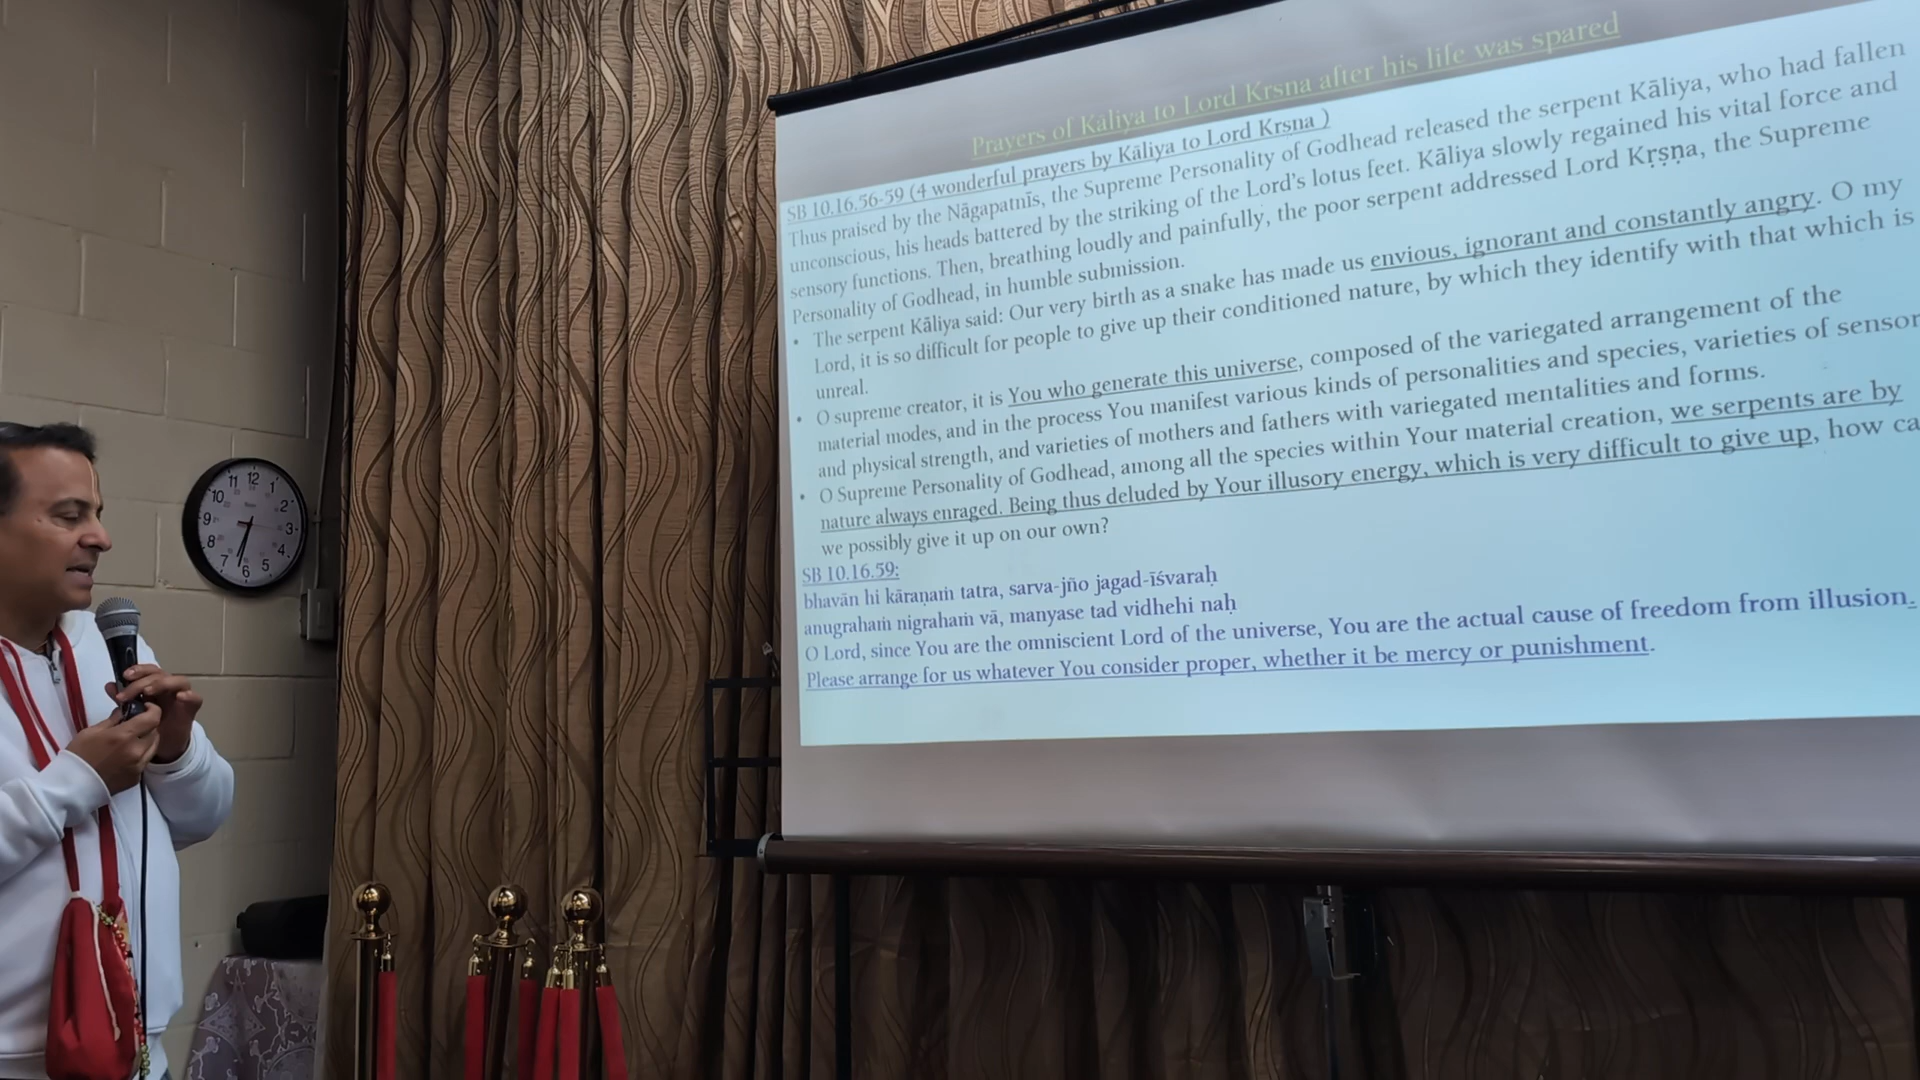 Prayers of Kāliya to Lord Krsna after his life was spared
SB 10.16.56-59 (4 wonderful prayers by Kāliya to Lord Krṣṇa )
Thus praised by the Nāgapatnīs, the Supreme Personality of Godhead released the serpent Kāliya, who had fallen
unconscious, his heads battered by the striking of the Lord's lotus feet. Kāliya slowly regained his vital force and
sensory functions. Then, breathing loudly and painfully, the poor serpent addressed Lord Kṛṣṇa, the Supreme
Personality of Godhead, in humble submission.
• The serpent Kāliya said: Our very birth as a snake has made us envious, ignorant and constantly angry. O my
Lord, it is so difficult for people to give up their conditioned nature, by which they identify with that which is
unreal.
• O supreme creator, it is You who generate this universe, composed of the variegated arrangement of the
material modes, and in the process You manifest various kinds of personalities and species, varieties of sensor
and physical strength, and varieties of mothers and fathers with variegated mentalities and forms.
• O Supreme Personality of Godhead, among all the species within Your material creation, we serpents are by
nature always enraged. Being thus deluded by Your illusory energy, which is very difficult to give up, how ca
we possibly give it up on our own?
SB 10.16.59:
bhavān hi kāraṇaṁ tatra, sarva-jño jagad-īśvaraḥ
anugrahaṁ nigrahaṁ vā, manyase tad vidhehi naḥ
O Lord, since You are the omniscient Lord of the universe, You are the actual cause of freedom from illusion.
Please arrange for us whatever You consider proper, whether it be mercy or punishment.
12
1
2
3
4
5
6
7
8
9
10
11